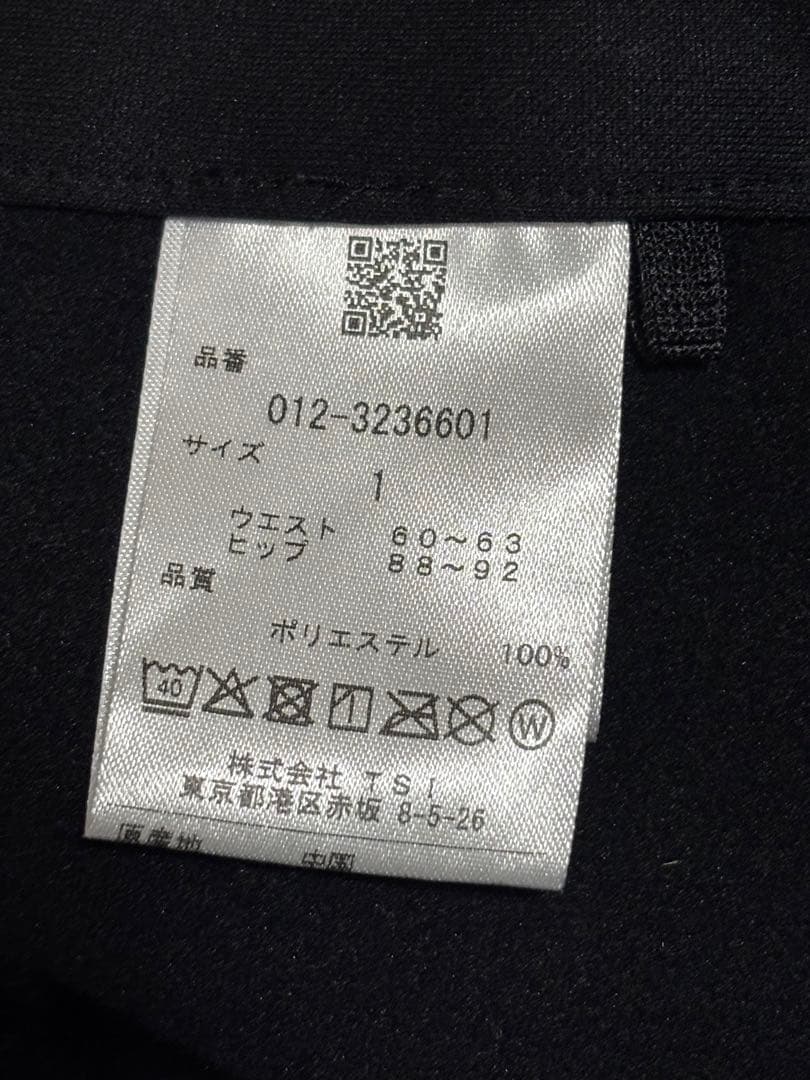 品番
012-3236601
サイズ
1
ウエスト 60～63
ヒップ 88～92
品質
ポリエステル 100%
40
W
株式会社 TSI
東京都港区赤坂 8-5-26
原産地 中国